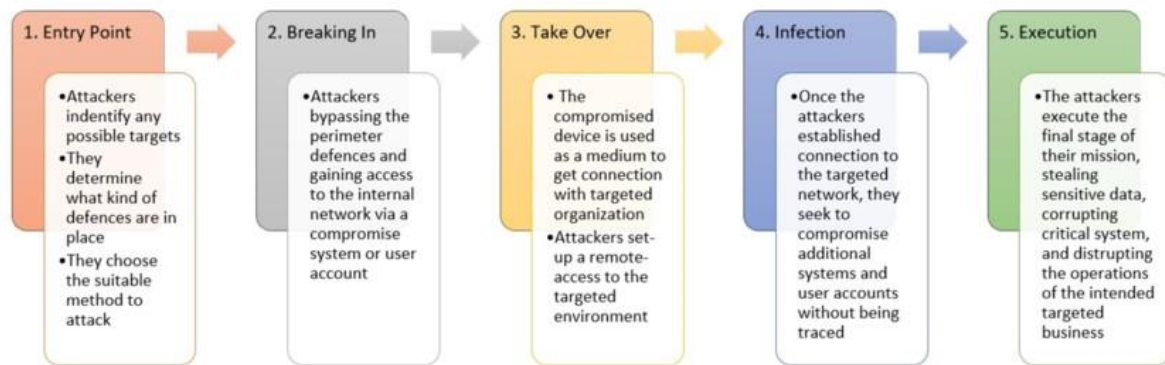 1. Entry Point
•Attackers
indentify any
possible targets
•They
determine
what kind of
defences are in
place
•They choose
the suitable
method to
attack
2. Breaking In
•Attackers
bypassing the
perimeter
defences and
gaining access
to the internal
network via a
compromise
system or user
account
3. Take Over
• The
compromised
device is used
as a medium to
get connection
with targeted
organization
•Attackers set-
up a remote-
access to the
targeted
environment
4. Infection
•Once the
attackers
established
connection to
the targeted
network, they
seek to
compromise
additional
systems and
user accounts
without being
traced
5. Execution
•The attackers
execute the
final stage of
their mission,
stealing
sensitive data,
corrupting
critical system,
and distrupting
the operations
of the intended
targeted
business